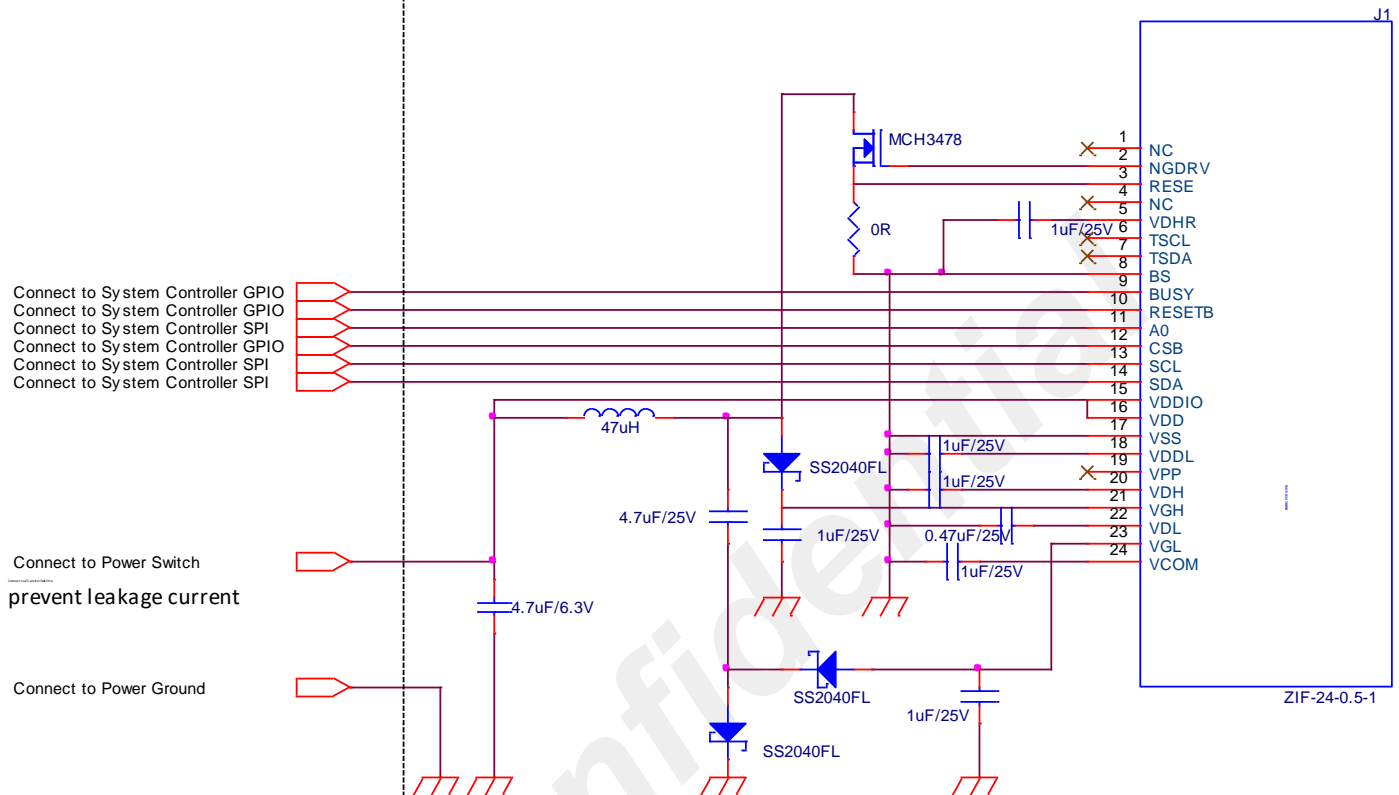 J1
MCH3478
0R
1uF/25V
1
NC
2
NGDRV
3
RESE
4
NC
5
VDHR
6
TSCL
7
TSDA
8
BS
9
BUSY
10
RESETB
11
A0
12
CSB
13
SCL
14
SDA
15
VDDIO
16
VDD
17
VSS
18
VDDL
19
VPP
20
VDH
21
VGH
22
VDL
23
VGL
24
VCOM
Connect to System Controller GPIO
Connect to System Controller GPIO
Connect to System Controller SPI
Connect to System Controller GPIO
Connect to System Controller SPI
Connect to System Controller SPI
47uH
SS2040FL
1uF/25V
1uF/25V
4.7uF/25V
1uF/25V
0.47uF/25V
1uF/25V
Connect to Power Switch
prevent leakage current
4.7uF/6.3V
Connect to Power Ground
SS2040FL
1uF/25V
SS2040FL
ZIF-24-0.5-1
nfidential